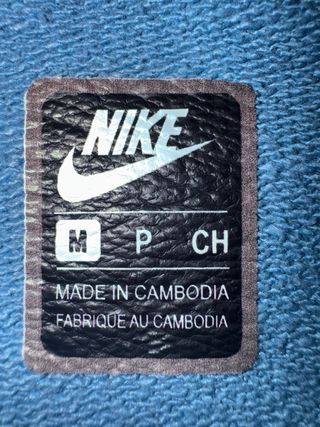 NIKE
M P CH
MADE IN CAMBODIA
FABRIQUE AU CAMBODIA